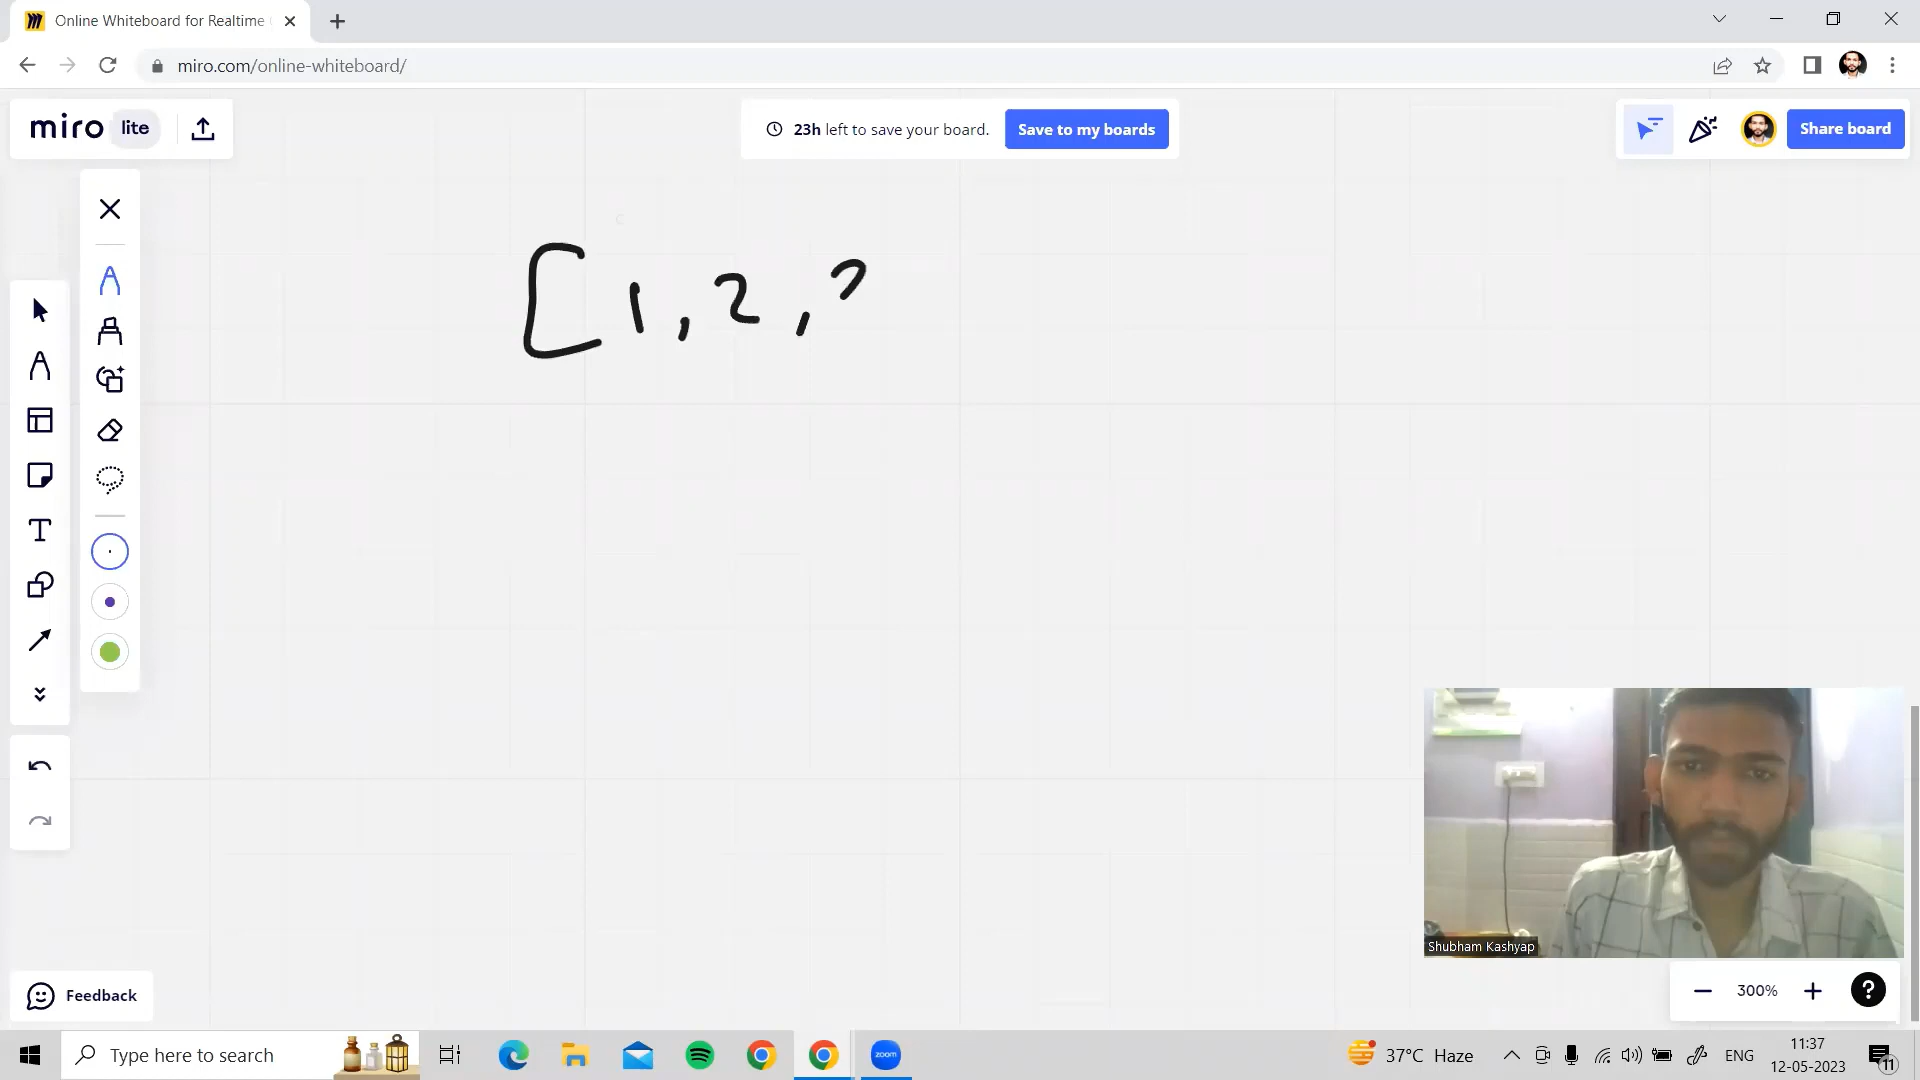 Online Whiteboard for Realtime
miro.com/online-whiteboard/
miro lite
23h left to save your board. Save to my boards
Share board
[1, 2,
T
Shubham Kashyap
Feedback
300%
Type here to search
zoom
37°C Haze
ENG
11:37
12-05-2023
11